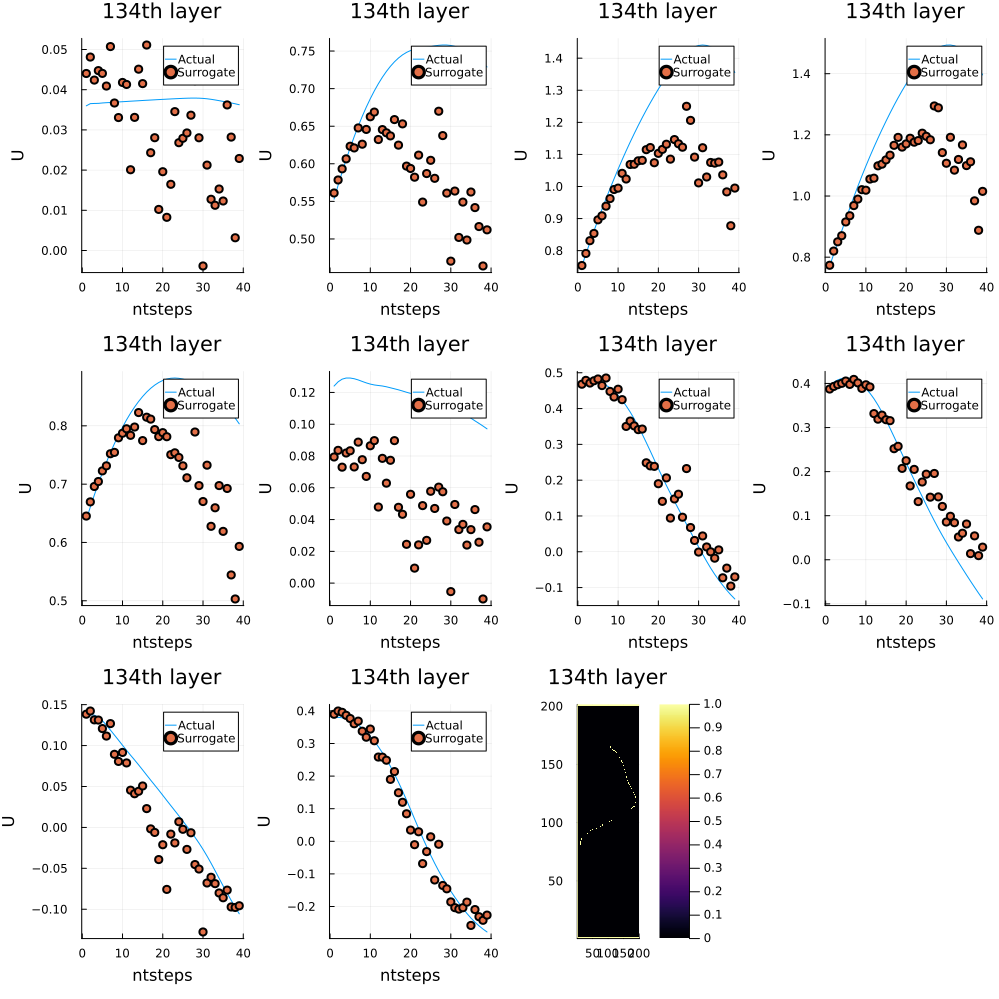 134th layer 134th layer 134th layer 134th layer
0.05
0.04
0.03
0.02
0.01
0.00
U
Actual
Surrogate
0 10 20 30 40
ntsteps
0.75
0.70
0.65
0.60
0.55
0.50
U
Actual
Surrogate
0 10 20 30 40
ntsteps
1.4
1.3
1.2
1.1
1.0
0.9
0.8
U
Actual
Surrogate
0 10 20 30 40
ntsteps
1.4
1.2
1.0
0.8
U
Actual
Surrogate
0 10 20 30 40
ntsteps
134th layer 134th layer 134th layer 134th layer
0.8
0.7
0.6
0.5
U
Actual
Surrogate
0 10 20 30 40
ntsteps
0.12
0.10
0.08
0.06
0.04
0.02
0.00
U
Actual
Surrogate
0 10 20 30 40
ntsteps
0.5
0.4
0.3
0.2
0.1
0.0
−0.1
U
Actual
Surrogate
0 10 20 30 40
ntsteps
0.4
0.3
0.2
0.1
0.0
−0.1
U
Actual
Surrogate
0 10 20 30 40
ntsteps
134th layer 134th layer 134th layer
0.15
0.10
0.05
0.00
−0.05
−0.10
U
Actual
Surrogate
0 10 20 30 40
ntsteps
0.4
0.3
0.2
0.1
0.0
−0.1
−0.2
U
Actual
Surrogate
0 10 20 30 40
ntsteps
200
150
100
50
50 100 150 200
1.0
0.9
0.8
0.7
0.6
0.5
0.4
0.3
0.2
0.1
0